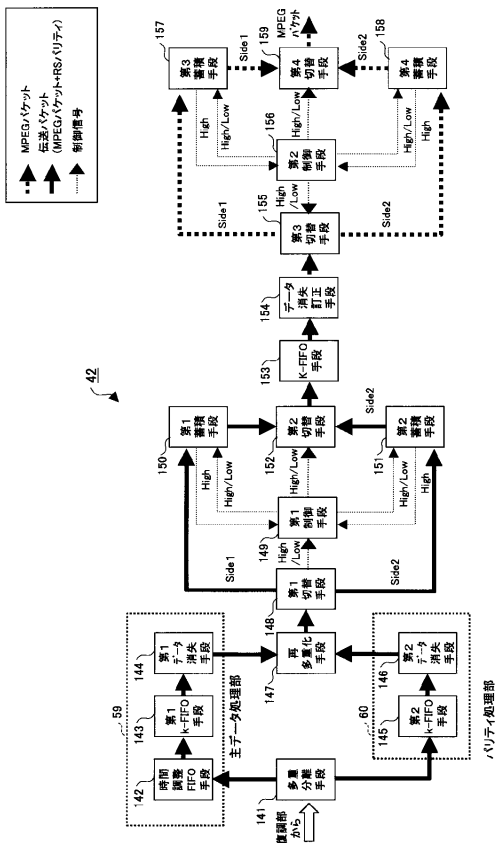 MPEGパケット
伝送パケット
(MPEGパケット+RSパリティ)
制御信号
42
59
主データ処理部
142
時間
調整
FIFO
手段
143
第1
k-FIFO
手段
144
第1
データ
消失
手段
復調部
から
141
多重
分離
手段
60
パリティ処理部
145
第2
k-FIFO
手段
146
第2
データ
消失
手段
147
再
多重化
手段
148
第1
切替
手段
Side1
Side2
High
/Low
149
第1
制御
手段
High
High/Low
High/Low
High/Low
High
150
第1
蓄積
手段
151
第2
蓄積
手段
152
第2
切替
手段
Side2
153
K-FIFO
手段
154
データ
消失
訂正
手段
155
第3
切替
手段
Side1
Side2
High
/Low
156
第2
制御
手段
High
High/Low
High/Low
High/Low
High
157
第3
蓄積
手段
158
第4
蓄積
手段
Side1
Side2
159
第4
切替
手段
MPEG
パケット